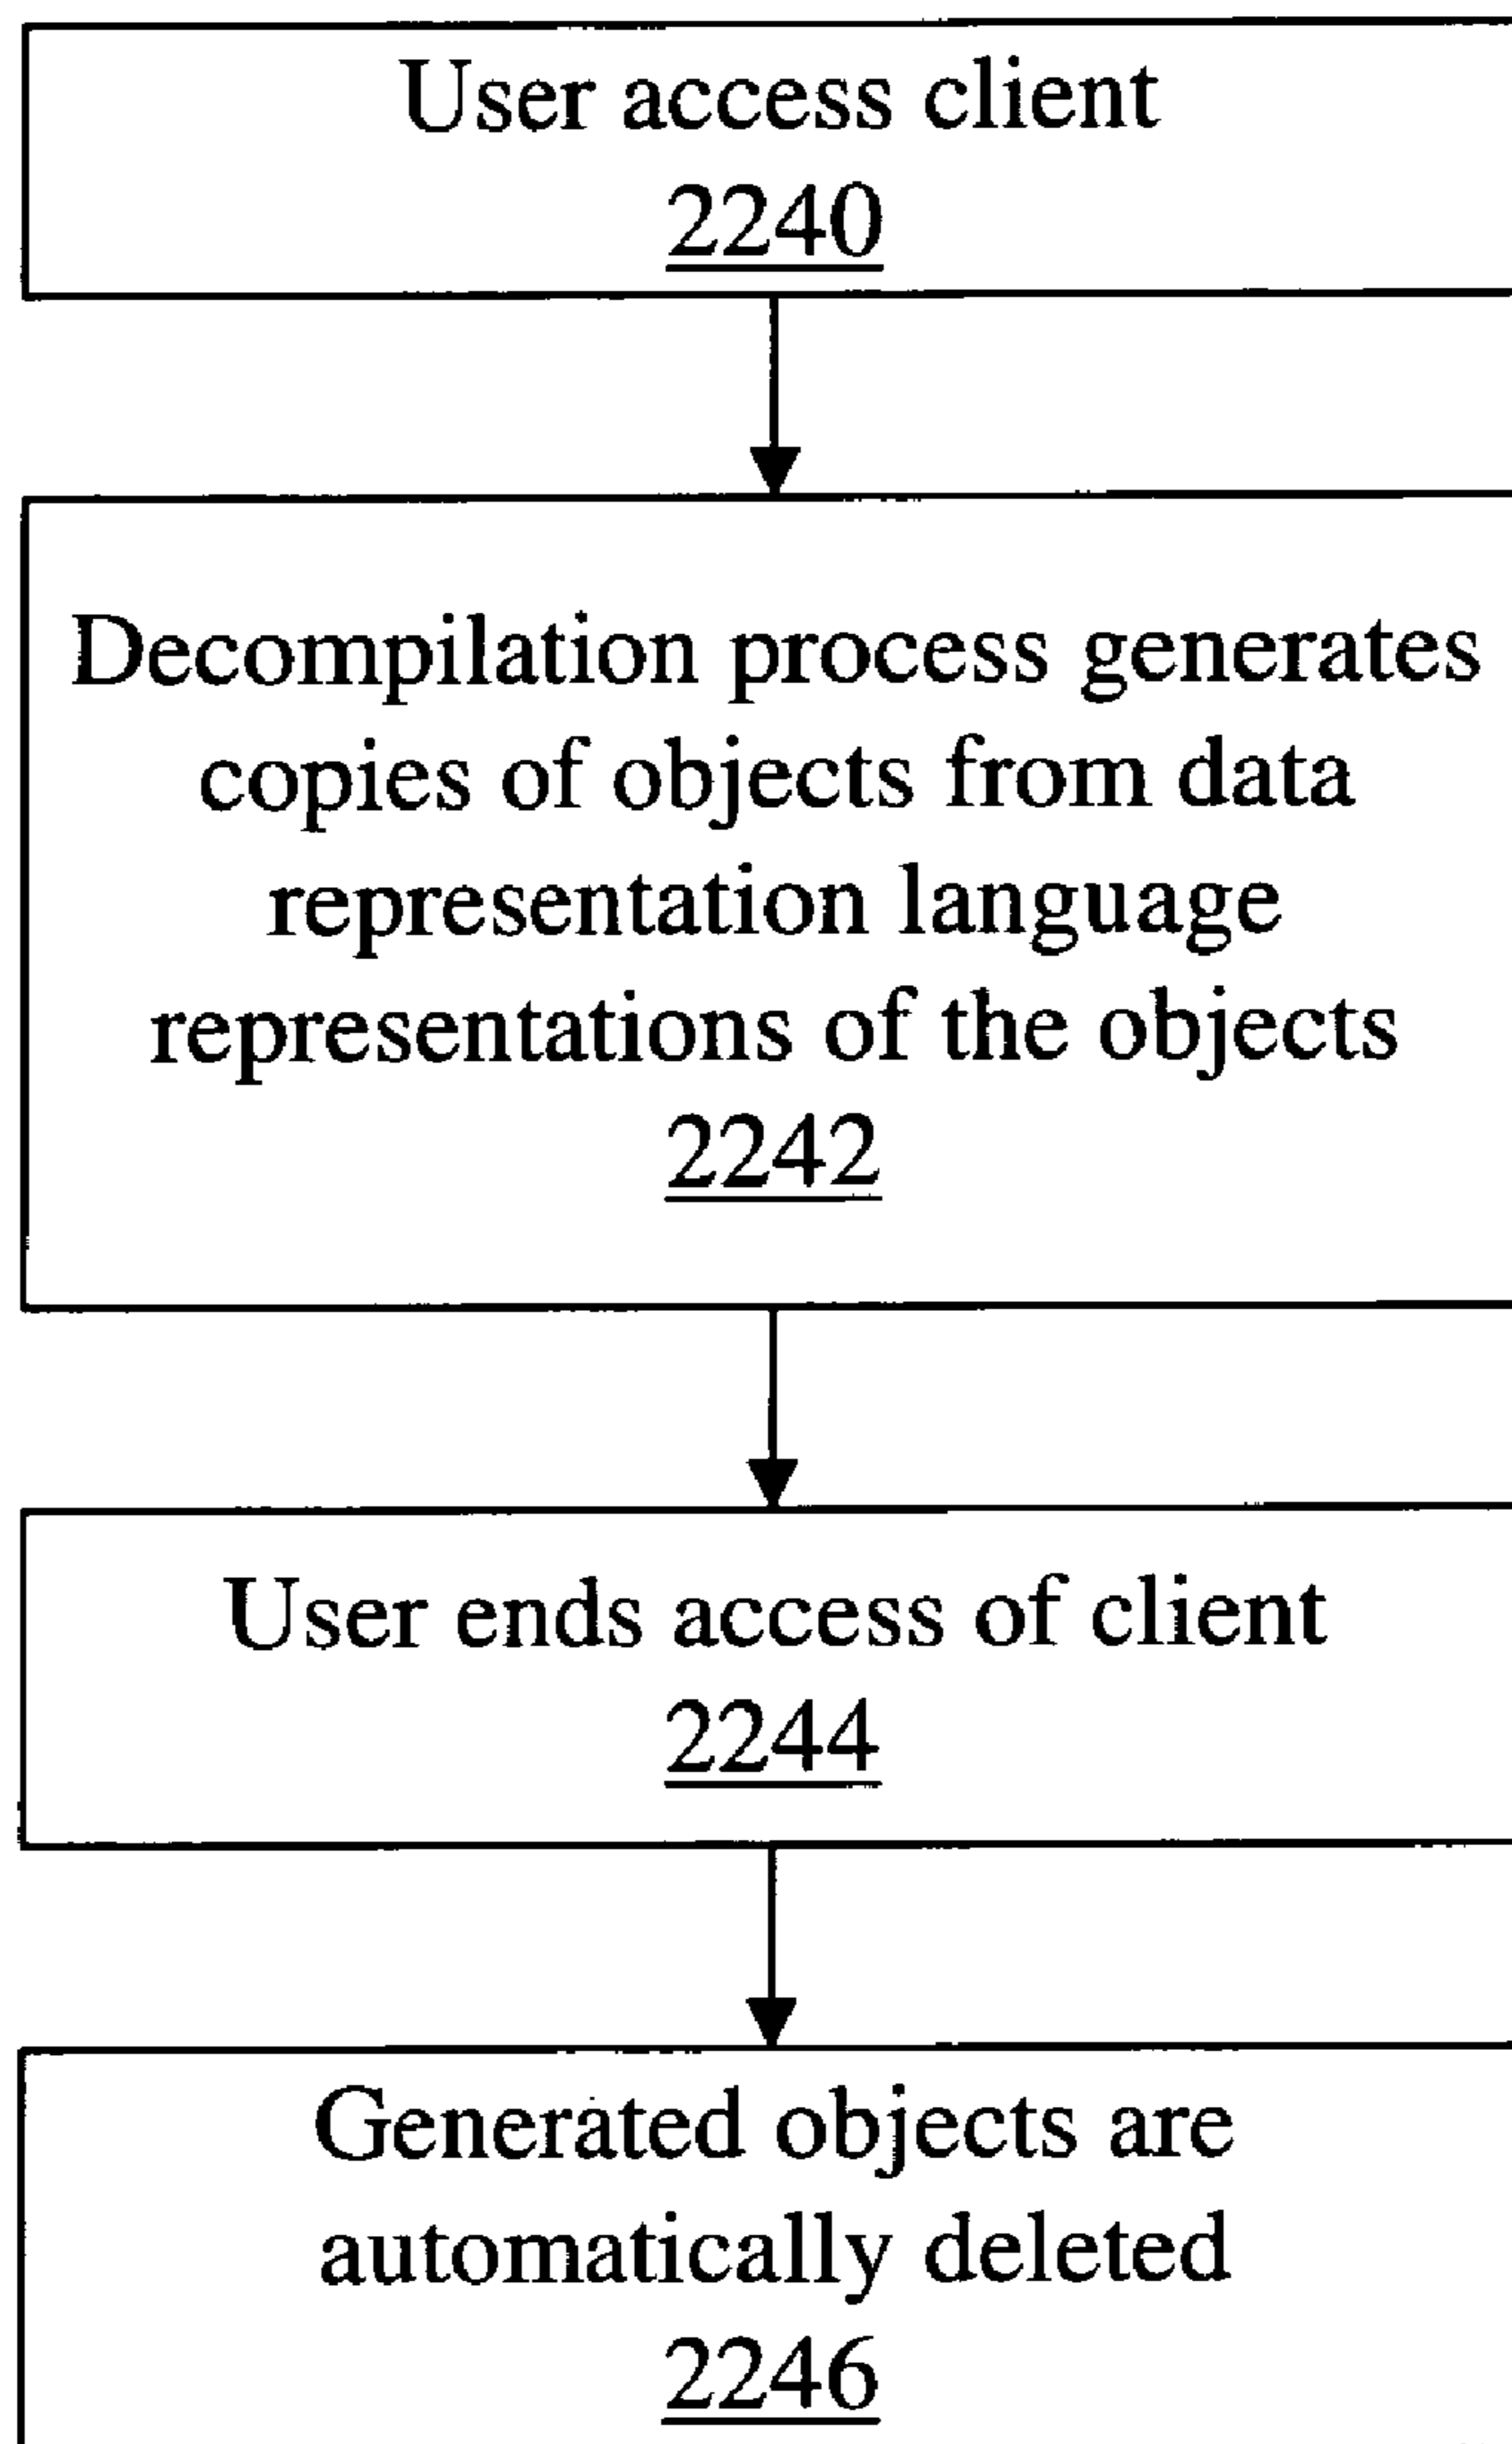 User access client
2240
Decompilation process generates
copies of objects from data
representation language
representations of the objects
2242
User ends access of client
2244
Generated objects are
automatically deleted
2246